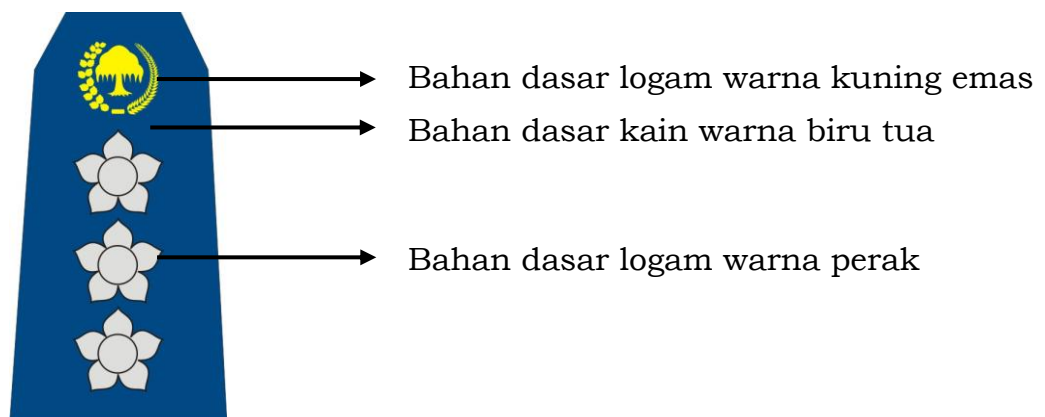 Bahan dasar logam warna kuning emas
Bahan dasar kain warna biru tua
Bahan dasar logam warna perak